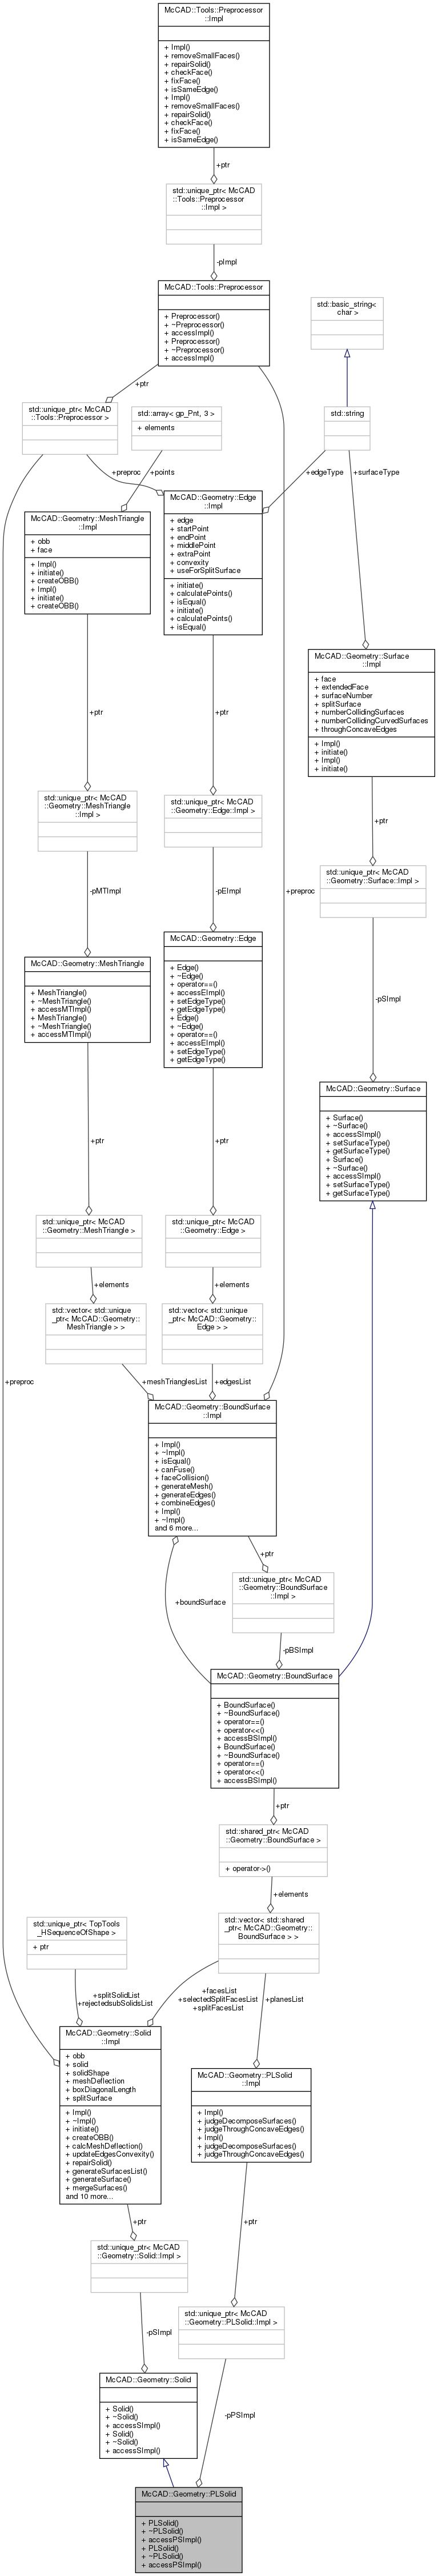 McCAD::Tools::Preprocessor
::Impl
+ Impl()
+ removeSmallFaces()
+ repairSolid()
+ checkFace()
+ fixFace()
+ isSameEdge()
+ Impl()
+ removeSmallFaces()
+ repairSolid()
+ checkFace()
+ fixFace()
+ isSameEdge()
+ptr
std::unique_ptr< McCAD
::Tools::Preprocessor
::Impl >
-pImpl
McCAD::Tools::Preprocessor
+ Preprocessor()
+ ~Preprocessor()
+ accessImpl()
+ Preprocessor()
+ ~Preprocessor()
+ accessImpl()
std::basic_string<
char >
+ptr
std::unique_ptr< McCAD
::Tools::Preprocessor >
std::array< gp_Pnt, 3 >
+ elements
std::string
+preproc
+points
+edgeType
+surfaceType
McCAD::Geometry::MeshTriangle
::Impl
+ obb
+ face
+ Impl()
+ initiate()
+ createOBB()
+ Impl()
+ initiate()
+ createOBB()
McCAD::Geometry::Edge
::Impl
+ edge
+ startPoint
+ endPoint
+ middlePoint
+ extraPoint
+ convexity
+ useForSplitSurface
+ initiate()
+ calculatePoints()
+ isEqual()
+ initiate()
+ calculatePoints()
+ isEqual()
McCAD::Geometry::Surface
::Impl
+ face
+ extendedFace
+ surfaceNumber
+ splitSurface
+ numberCollidingSurfaces
+ numberCollidingCurvedSurfaces
+ throughConcaveEdges
+ Impl()
+ initiate()
+ Impl()
+ initiate()
+ptr
+ptr
+ptr
std::unique_ptr< McCAD
::Geometry::MeshTriangle
::Impl >
std::unique_ptr< McCAD
::Geometry::Edge::Impl >
std::unique_ptr< McCAD
::Geometry::Surface::Impl >
-pMTImpl
-pEImpl
+preproc
-pSImpl
McCAD::Geometry::MeshTriangle
+ MeshTriangle()
+ ~MeshTriangle()
+ accessMTImpl()
+ MeshTriangle()
+ ~MeshTriangle()
+ accessMTImpl()
McCAD::Geometry::Edge
+ Edge()
+ ~Edge()
+ operator==()
+ accessEImpl()
+ setEdgeType()
+ getEdgeType()
+ Edge()
+ ~Edge()
+ operator==()
+ accessEImpl()
+ setEdgeType()
+ getEdgeType()
McCAD::Geometry::Surface
+ Surface()
+ ~Surface()
+ accessSImpl()
+ setSurfaceType()
+ getSurfaceType()
+ Surface()
+ ~Surface()
+ accessSImpl()
+ setSurfaceType()
+ getSurfaceType()
+ptr
+ptr
std::unique_ptr< McCAD
::Geometry::MeshTriangle >
std::unique_ptr< McCAD
::Geometry::Edge >
+elements
+elements
std::vector< std::unique
_ptr< McCAD::Geometry::
MeshTriangle > >
std::vector< std::unique
_ptr< McCAD::Geometry::
Edge > >
+preproc
+meshTrianglesList
+edgesList
McCAD::Geometry::BoundSurface
::Impl
+ Impl()
+ ~Impl()
+ isEqual()
+ canFuse()
+ faceCollision()
+ generateMesh()
+ generateEdges()
+ combineEdges()
+ Impl()
+ ~Impl()
and 6 more...
+ptr
std::unique_ptr< McCAD
::Geometry::BoundSurface
::Impl >
+boundSurface
-pBSImpl
McCAD::Geometry::BoundSurface
+ BoundSurface()
+ ~BoundSurface()
+ operator==()
+ operator<<()
+ accessBSImpl()
+ BoundSurface()
+ ~BoundSurface()
+ operator==()
+ operator<<()
+ accessBSImpl()
+ptr
std::shared_ptr< McCAD
::Geometry::BoundSurface >
+ operator->()
+elements
std::unique_ptr< TopTools
_HSequenceOfShape >
+ ptr
std::vector< std::shared
_ptr< McCAD::Geometry::
BoundSurface > >
+splitSolidList
+rejectedsubSolidsList
+facesList
+selectedSplitFacesList
+splitFacesList
+planesList
McCAD::Geometry::Solid
::Impl
+ obb
+ solid
+ solidShape
+ meshDeflection
+ boxDiagonalLength
+ splitSurface
+ Impl()
+ ~Impl()
+ initiate()
+ createOBB()
+ calcMeshDeflection()
+ updateEdgesConvexity()
+ repairSolid()
+ generateSurfacesList()
+ generateSurface()
+ mergeSurfaces()
and 10 more...
McCAD::Geometry::PLSolid
::Impl
+ Impl()
+ judgeDecomposeSurfaces()
+ judgeThroughConcaveEdges()
+ Impl()
+ judgeDecomposeSurfaces()
+ judgeThroughConcaveEdges()
+ptr
+ptr
std::unique_ptr< McCAD
::Geometry::Solid::Impl >
std::unique_ptr< McCAD
::Geometry::PLSolid::Impl >
-pSImpl
-pPSImpl
McCAD::Geometry::Solid
+ Solid()
+ ~Solid()
+ accessSImpl()
+ Solid()
+ ~Solid()
+ accessSImpl()
McCAD::Geometry::PLSolid
+ PLSolid()
+ ~PLSolid()
+ accessPSImpl()
+ PLSolid()
+ ~PLSolid()
+ accessPSImpl()